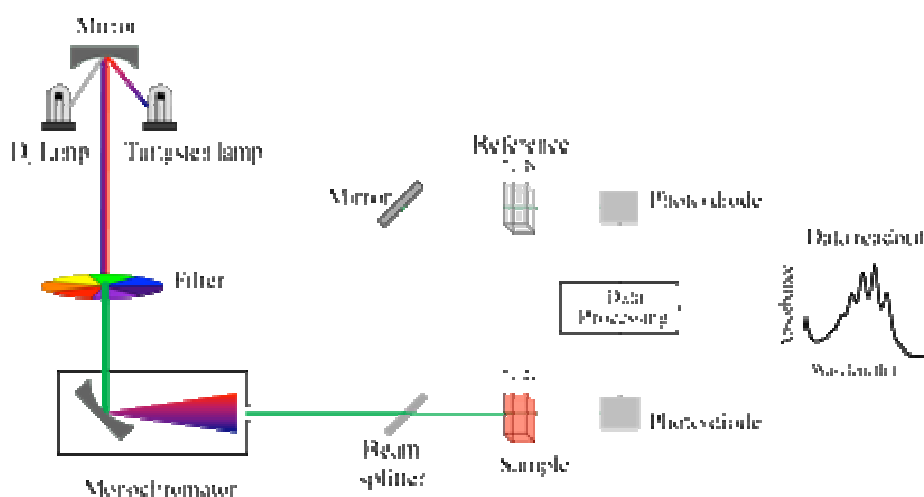 Mirror
D₂ Lamp
Tungsten lamp
Reference
Mirror
Photodiode
Data readout
Filter
Data
Processing
Absorbance
Wavelength
Beam
splitter
Sample
Photodiode
Monochromator